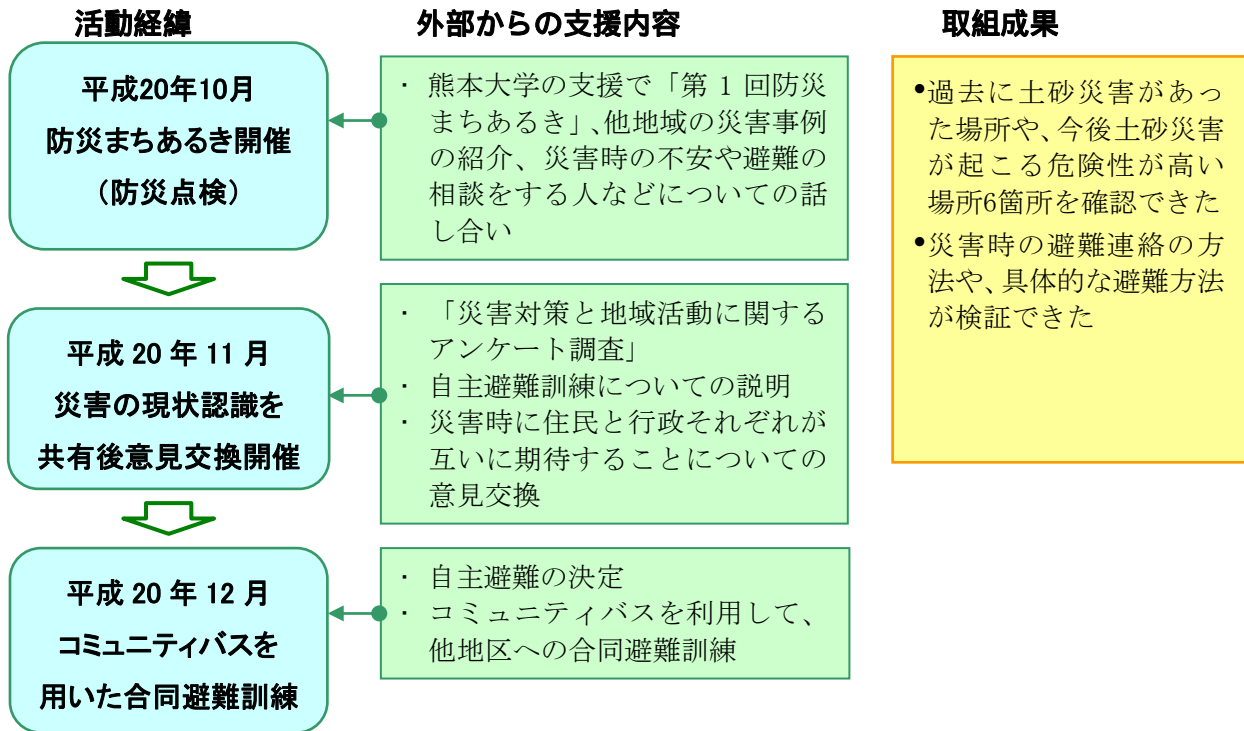 活動経緯
外部からの支援内容
取組成果
平成20年10月
防災まちあるき開催
（防災点検）
・ 熊本大学の支援で「第 1 回防災
まちあるき」、他地域の災害事例
の紹介、災害時の不安や避難の
相談をする人などについての話
し合い
•過去に土砂災害があっ
た場所や、今後土砂災害
が起こる危険性が高い
場所6箇所を確認できた
•災害時の避難連絡の方
法や、具体的な避難方法
が検証できた
平成 20 年 11 月
災害の現状認識を
共有後意見交換開催
・ 「災害対策と地域活動に関する
アンケート調査」
・ 自主避難訓練についての説明
・ 災害時に住民と行政それぞれが
互いに期待することについての
意見交換
平成 20 年 12 月
コミュニティバスを
用いた合同避難訓練
・ 自主避難の決定
・ コミュニティバスを利用して、
他地区への合同避難訓練